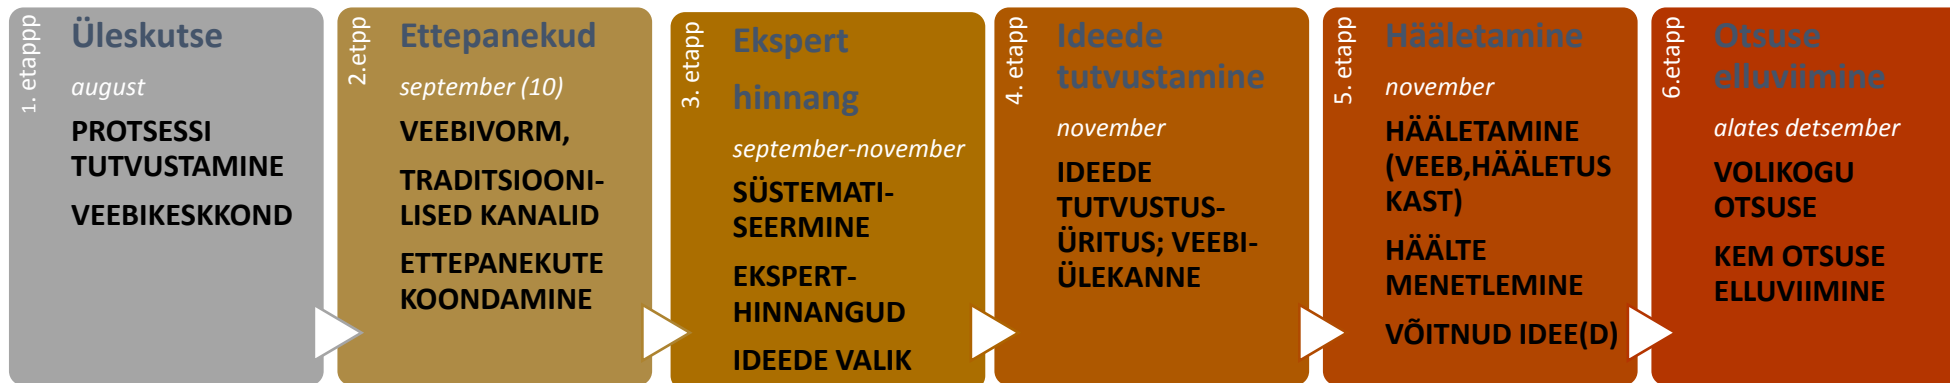 1. etappp
Üleskutse
august
PROTSESSI
TUTVUSTAMINE
VEEBIKESKKOND
2.etpp
Ettepanekud
september (10)
VEEBIVORM,
TRADITSIOONI-
LISED KANALID
ETTEPANEKUTE
KOONDAMINE
3. etapp
Ekspert
hinnang
september-november
SÜSTEMATI-
SEERMINE
EKSPERT-
HINNANGUD
IDEEDE VALIK
4. etapp
Ideede
tutvustamine
november
IDEEDE
TUTVUSTUS-
ÜRITUS; VEEBI-
ÜLEKANNE
5. etapp
Hääletamine
november
HÄÄLETAMINE
(VEEB,HÄÄLETUS
KAST)
HÄÄLTE
MENETLEMINE
VÕITNUD IDEE(D)
6.etapp
Otsuse
elluviimine
alates detsember
VOLIKOGU
OTSUSE
KEM OTSUSE
ELLUVIIMINE